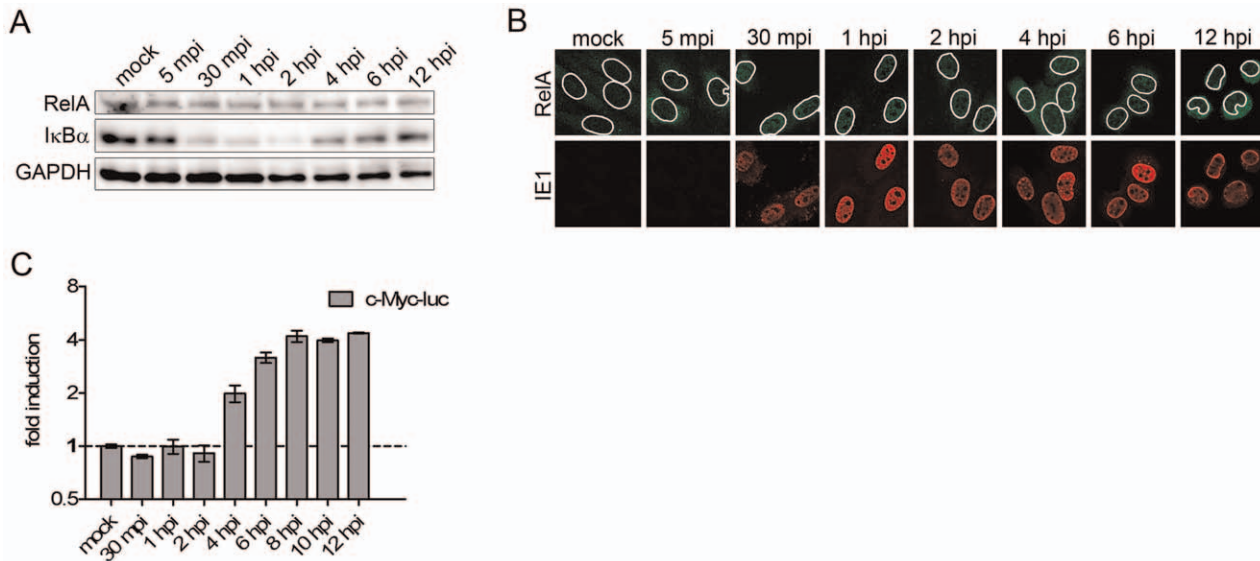 A
mock 5 mpi 30 mpi 1 hpi 2 hpi 4 hpi 6 hpi 12 hpi
RelA
IκBα
GAPDH
B
mock 5 mpi 30 mpi 1 hpi 2 hpi 4 hpi 6 hpi 12 hpi
RelA
IE1
C
fold induction
8
4
2
1
0.5
c-Myc-luc
mock 30 mpi 1 hpi 2 hpi 4 hpi 6 hpi 8 hpi 10 hpi 12 hpi